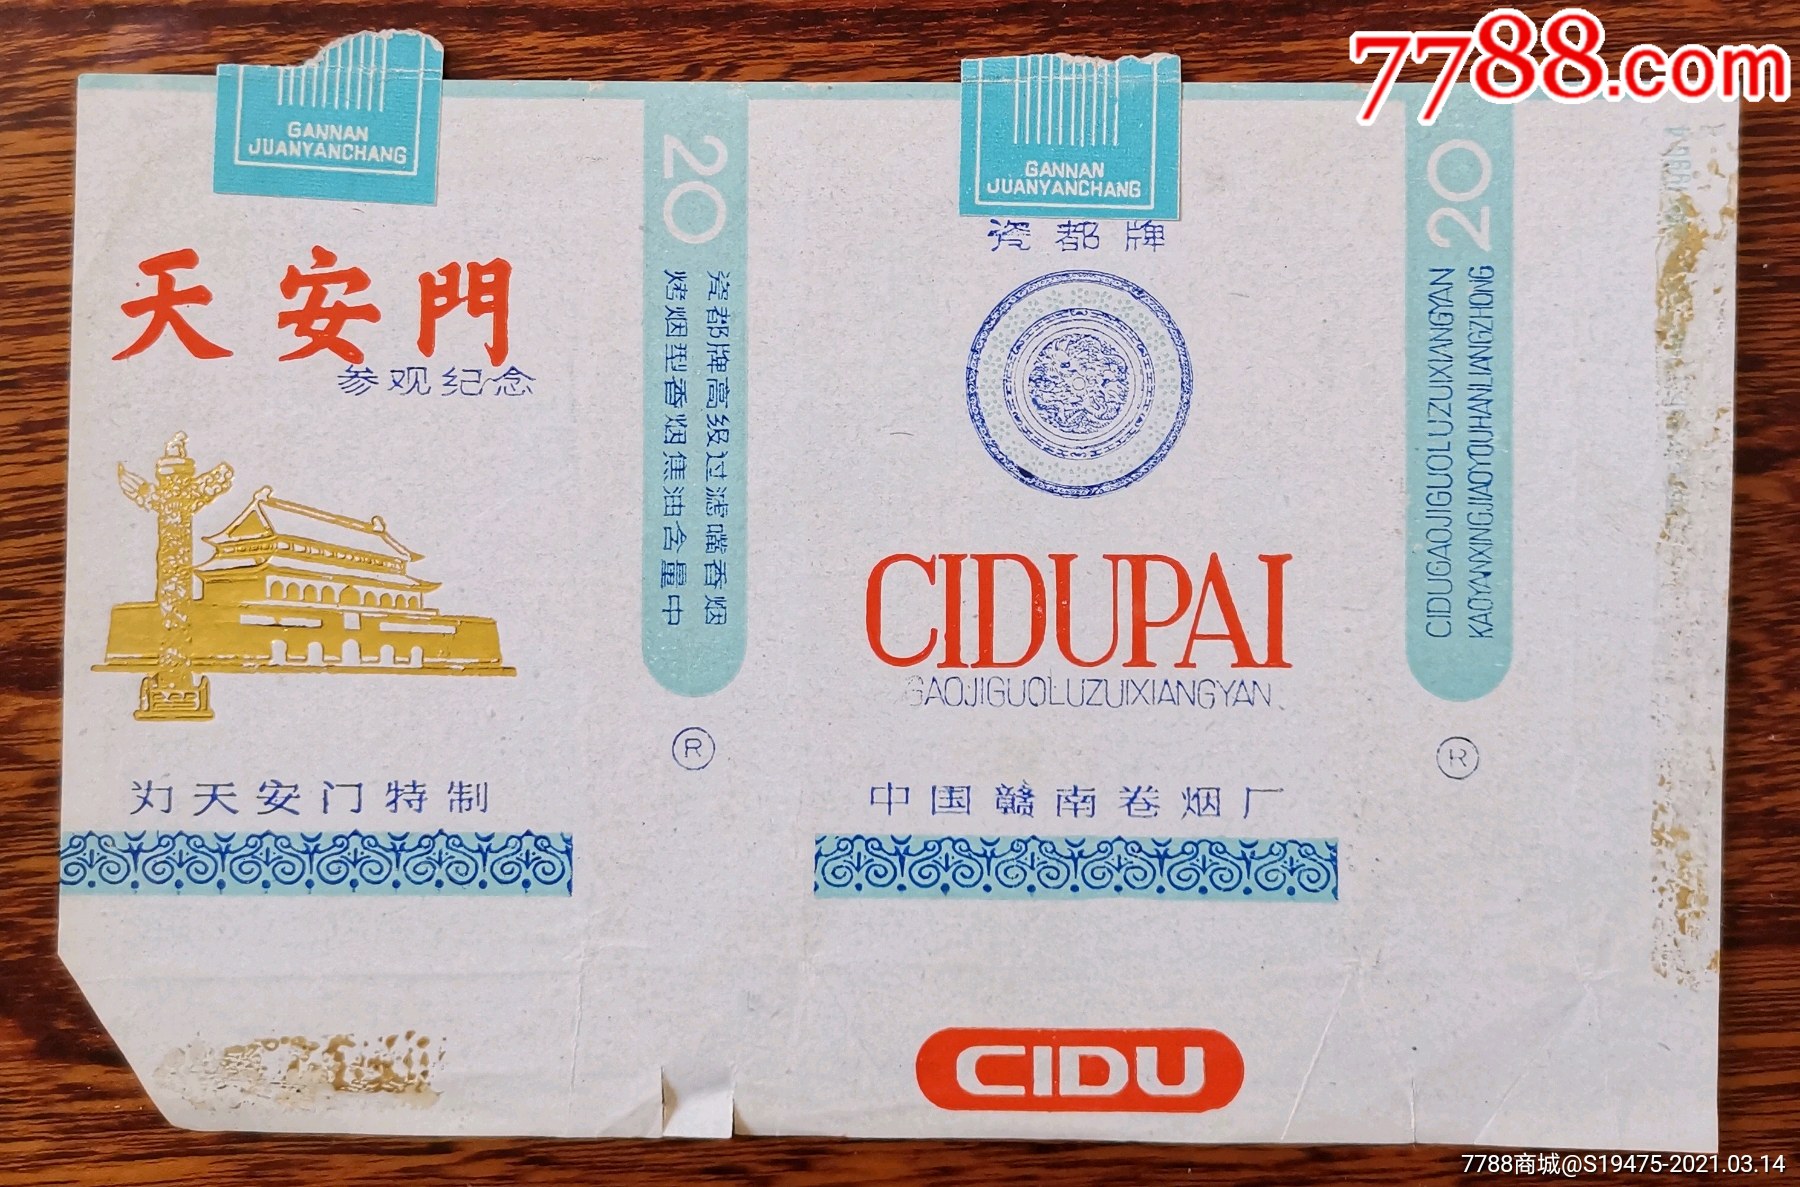 7788.com
GANNAN
JUANYANCHANG
天安門
参观纪念
为天安门特制
20
瓷都牌高级过滤嘴香烟
烤烟型香烟焦油含量中
R
GANNAN
JUANYANCHANG
瓷都牌
CIDUPAI
GAOJIGUOLUZUIXIANGYAN
中国赣南卷烟厂
CIDU
20
CIDUGAOJIGUOLUZUIXIANGYAN
KAOYANXINGJIAOYOUHANLIANGZHONG
R
7788商城@S19475-2021.03.14